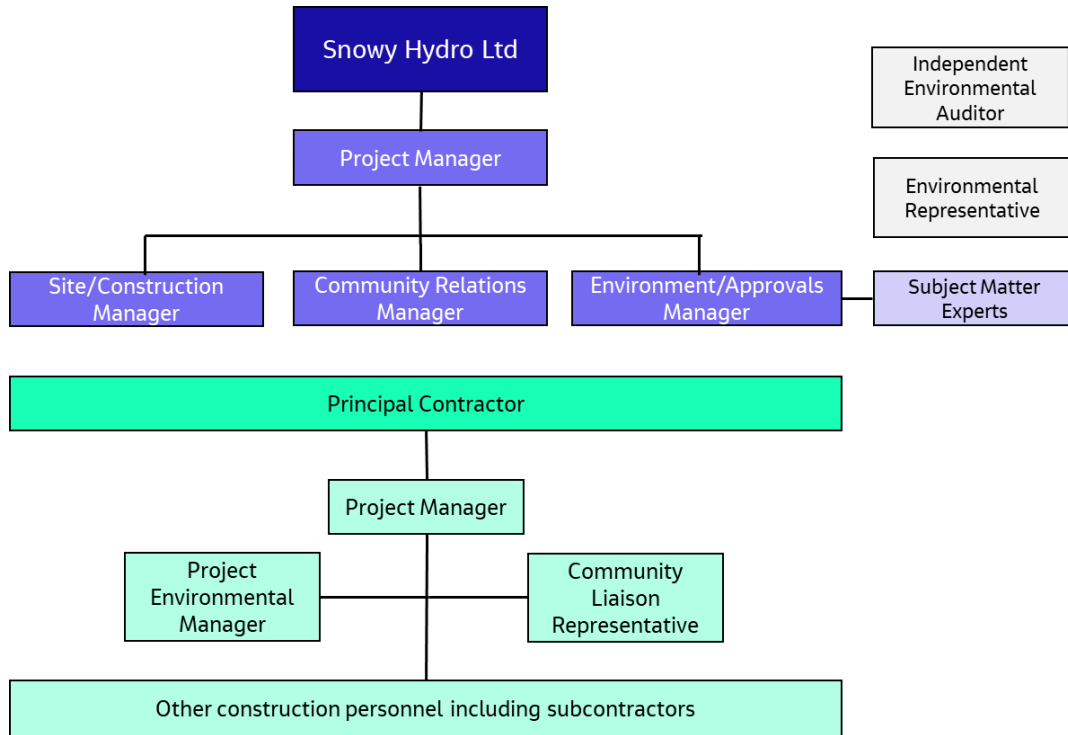 Snowy Hydro Ltd
Independent
Environmental
Auditor
Project Manager
Environmental
Representative
Site/Construction
Manager
Community Relations
Manager
Environment/Approvals
Manager
Subject Matter
Experts
Principal Contractor
Project Manager
Project
Environmental
Manager
Community
Liaison
Representative
Other construction personnel including subcontractors